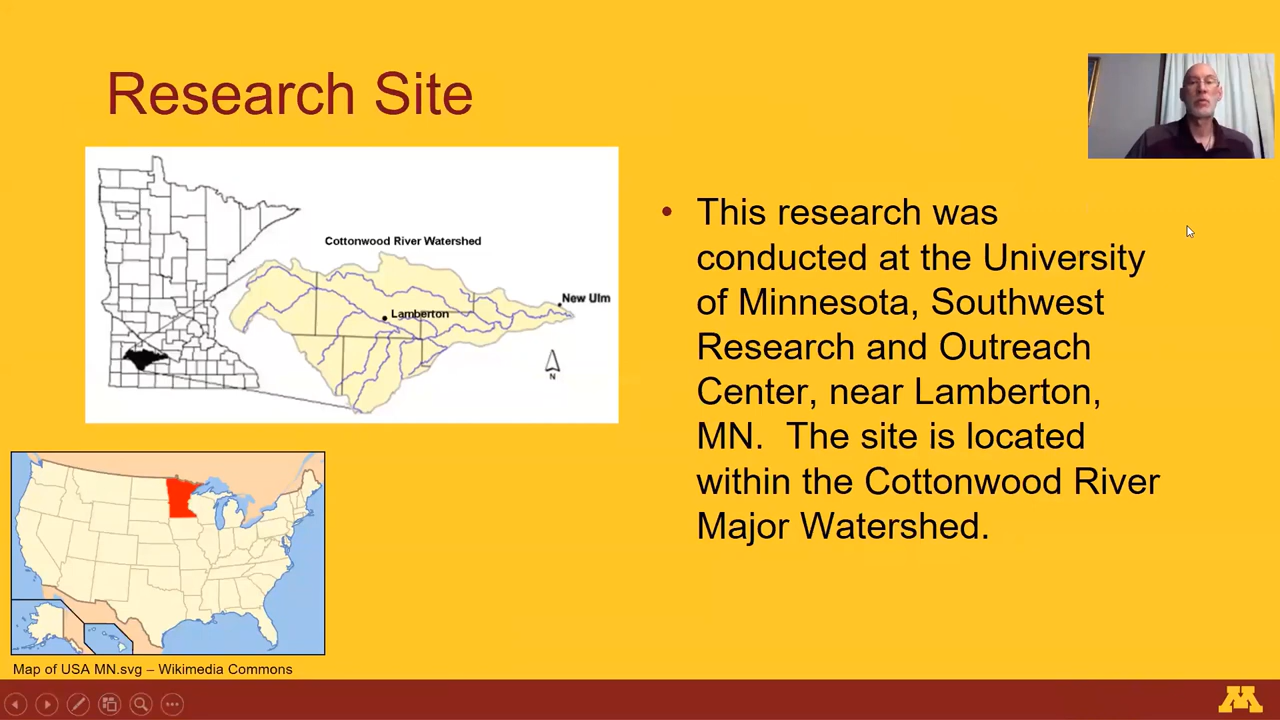 Research Site
Cottonwood River Watershed
New Ulm
Lamberton
N
• This research was
conducted at the University
of Minnesota, Southwest
Research and Outreach
Center, near Lamberton,
MN.  The site is located
within the Cottonwood River
Major Watershed.
Map of USA MN.svg – Wikimedia Commons
M